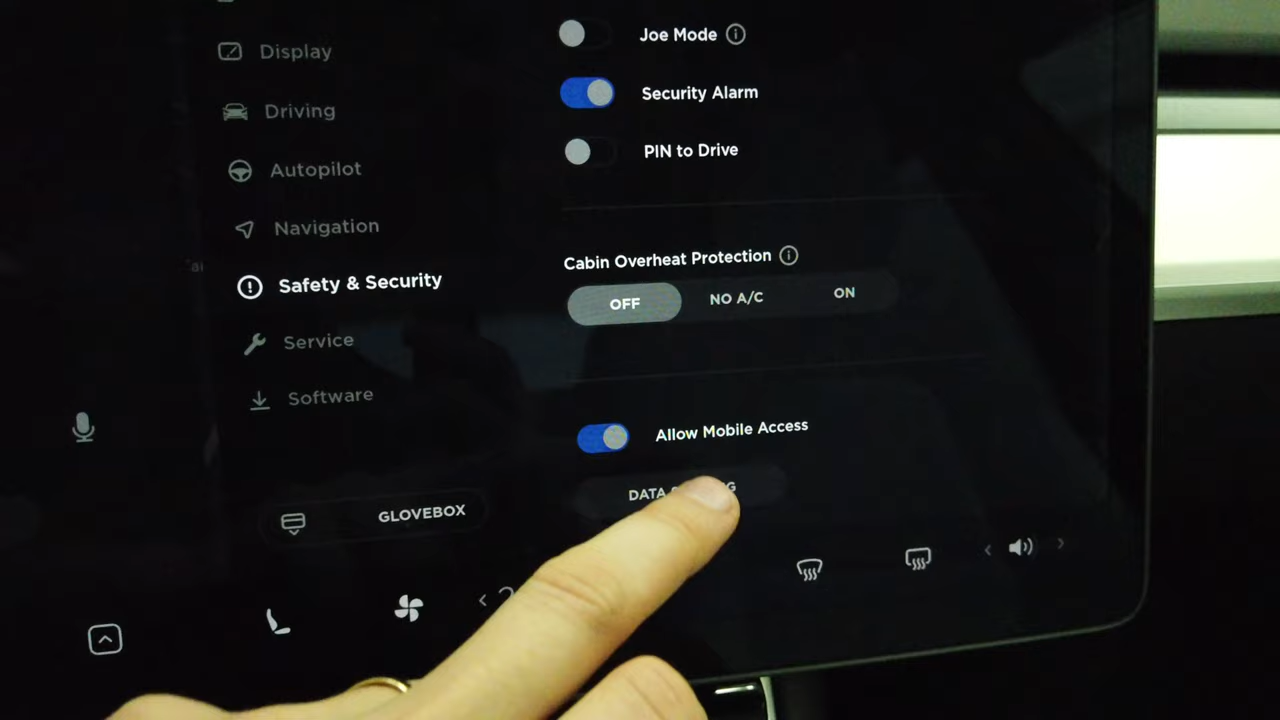 Display
Driving
Autopilot
Navigation
Safety & Security
Service
Software
GLOVEBOX
Joe Mode
Security Alarm
PIN to Drive
Cabin Overheat Protection
OFF NO A/C ON
Allow Mobile Access
DATA